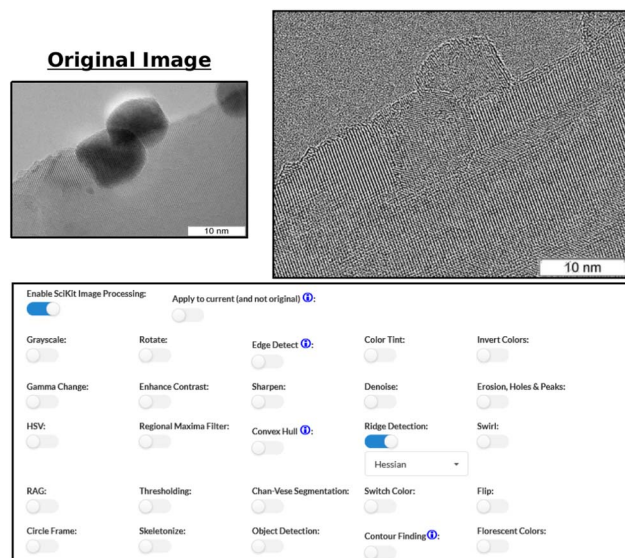 Original Image
10 nm
10 nm
Enable SciKit Image Processing:
Apply to current (and not original) ⓘ:
Grayscale:
Rotate:
Edge Detect ⓘ:
Color Tint:
Invert Colors:
Gamma Change:
Enhance Contrast:
Sharpen:
Denoise:
Erosion, Holes & Peaks:
HSV:
Regional Maxima Filter:
Convex Hull ⓘ:
Ridge Detection:
Swirl:
Hessian
RAG:
Thresholding:
Chan-Vese Segmentation:
Switch Color:
Flip:
Circle Frame:
Skeletonize:
Object Detection:
Contour Findingⓘ:
Florescent Colors: